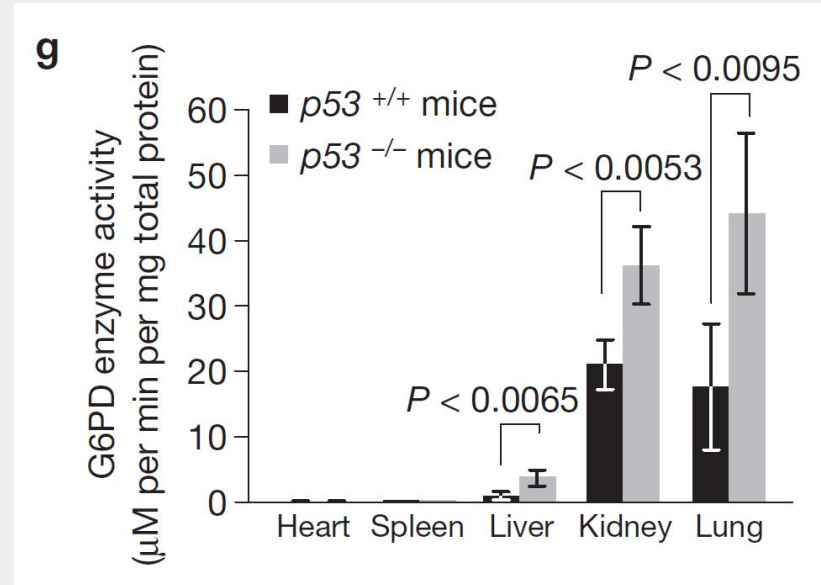 g
G6PD enzyme activity
(μM per min per mg total protein)
60
50
40
30
20
10
0
p53 +/+ mice
p53 –/– mice
P < 0.0065
P < 0.0053
P < 0.0095
Heart Spleen Liver Kidney Lung